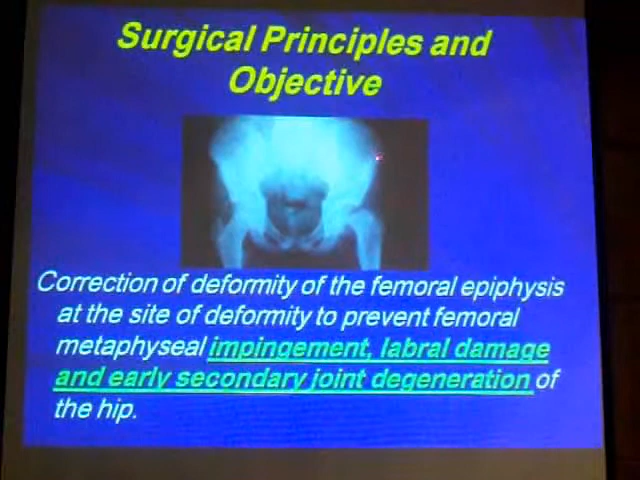 Surgical Principles and
Objective
Correction of deformity of the femoral epiphysis
at the site of deformity to prevent femoral
metaphyseal impingement, labral damage
and early secondary joint degeneration of
the hip.